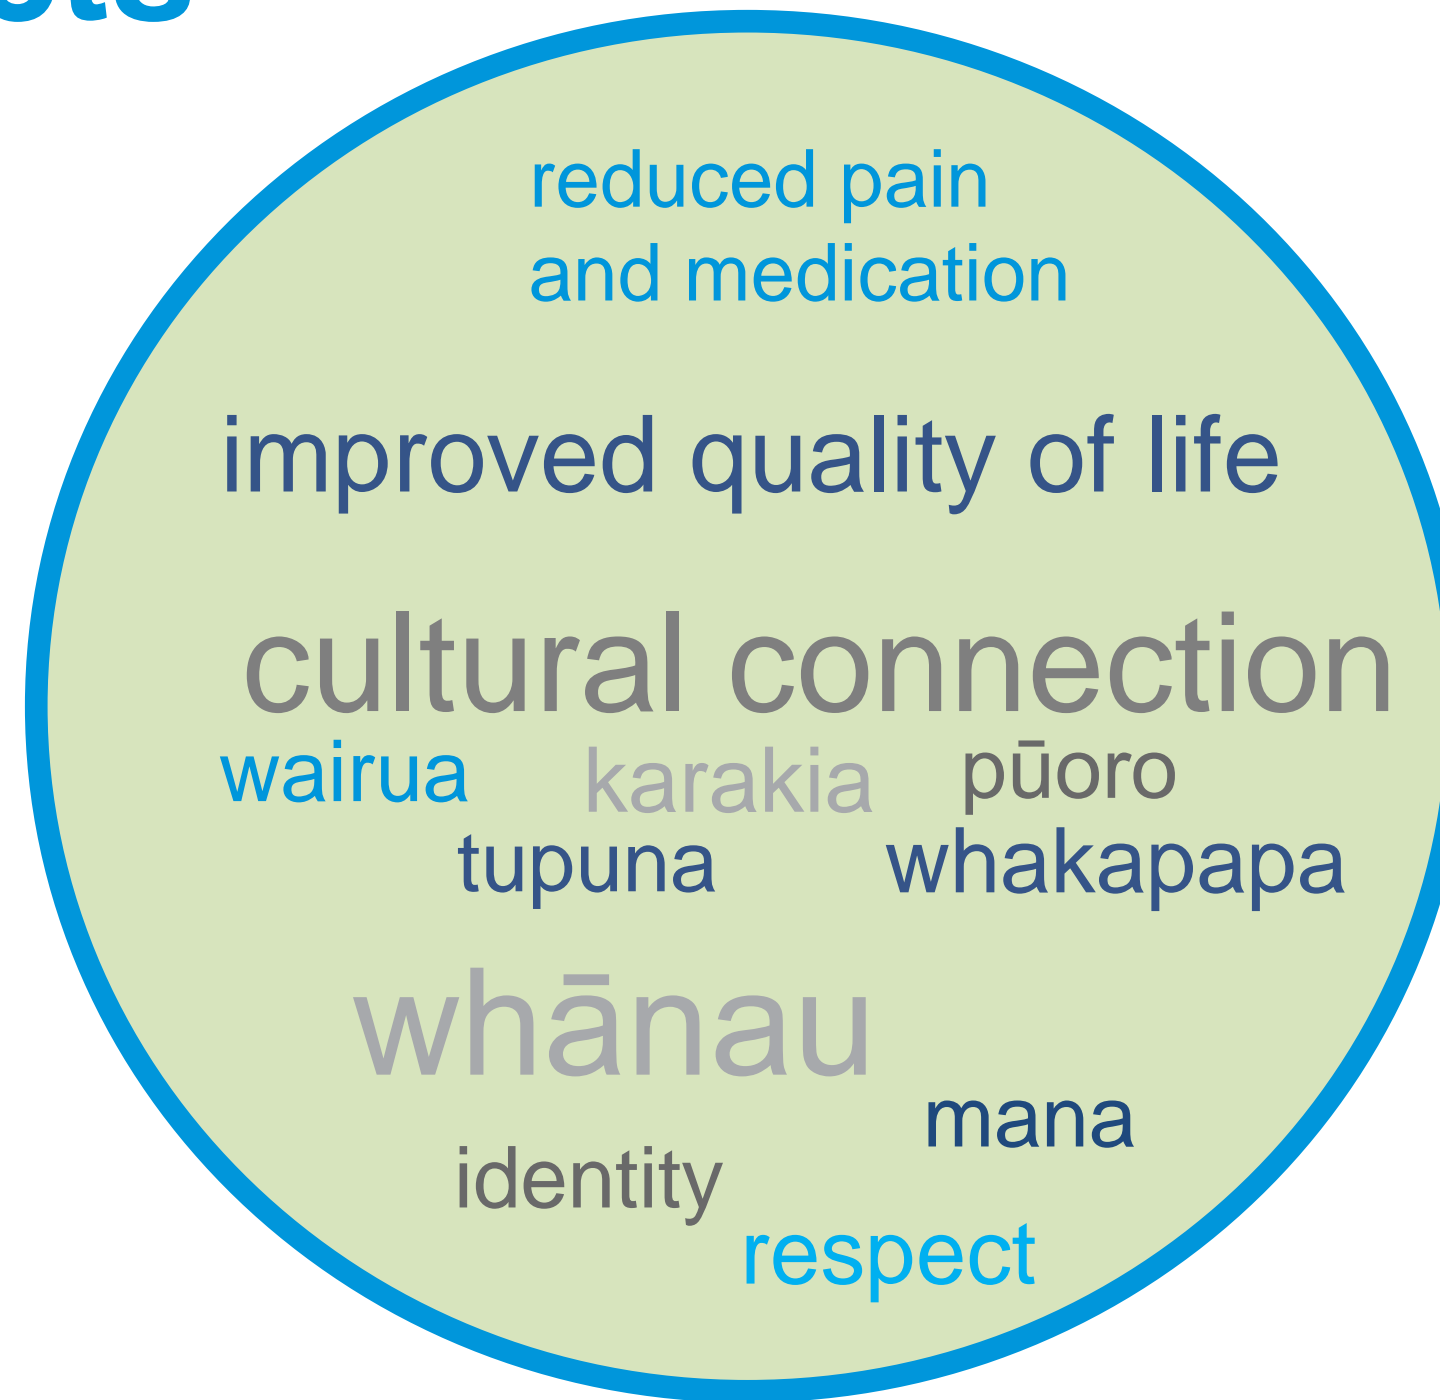 reduced pain
and medication
improved quality of life
cultural connection
wairua karakia pūoro
tupuna whakapapa
whānau
mana
identity
respect